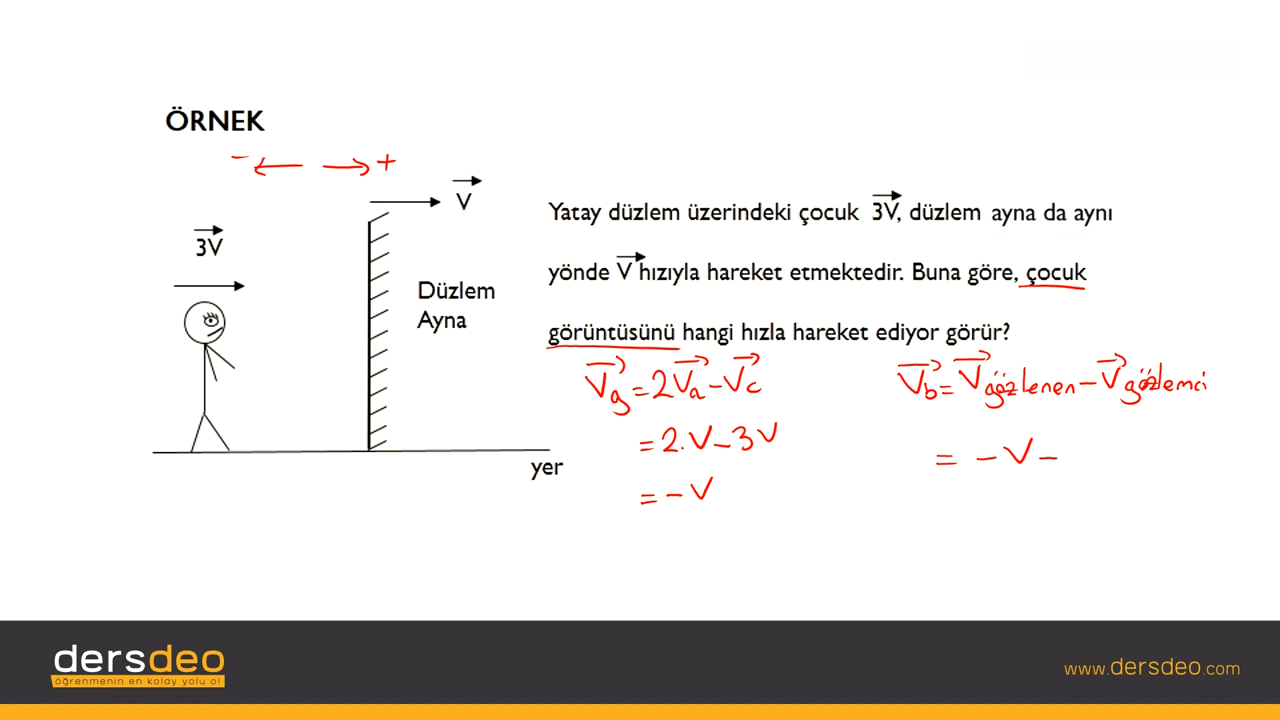 ÖRNEK
- ← → +
V
3V
Düzlem
Ayna
yer
Yatay düzlem üzerindeki çocuk 3V, düzlem ayna da aynı
yönde V hızıyla hareket etmektedir. Buna göre, çocuk
görüntüsünü hangi hızla hareket ediyor görür?
Vg = 2Va - Vc
= 2.V - 3V
= - V
Vb = Vgözlenen - Vgözlemci
= - V -
dersdeo
öğrenmenin en kolay yolu o!
www.dersdeo.com